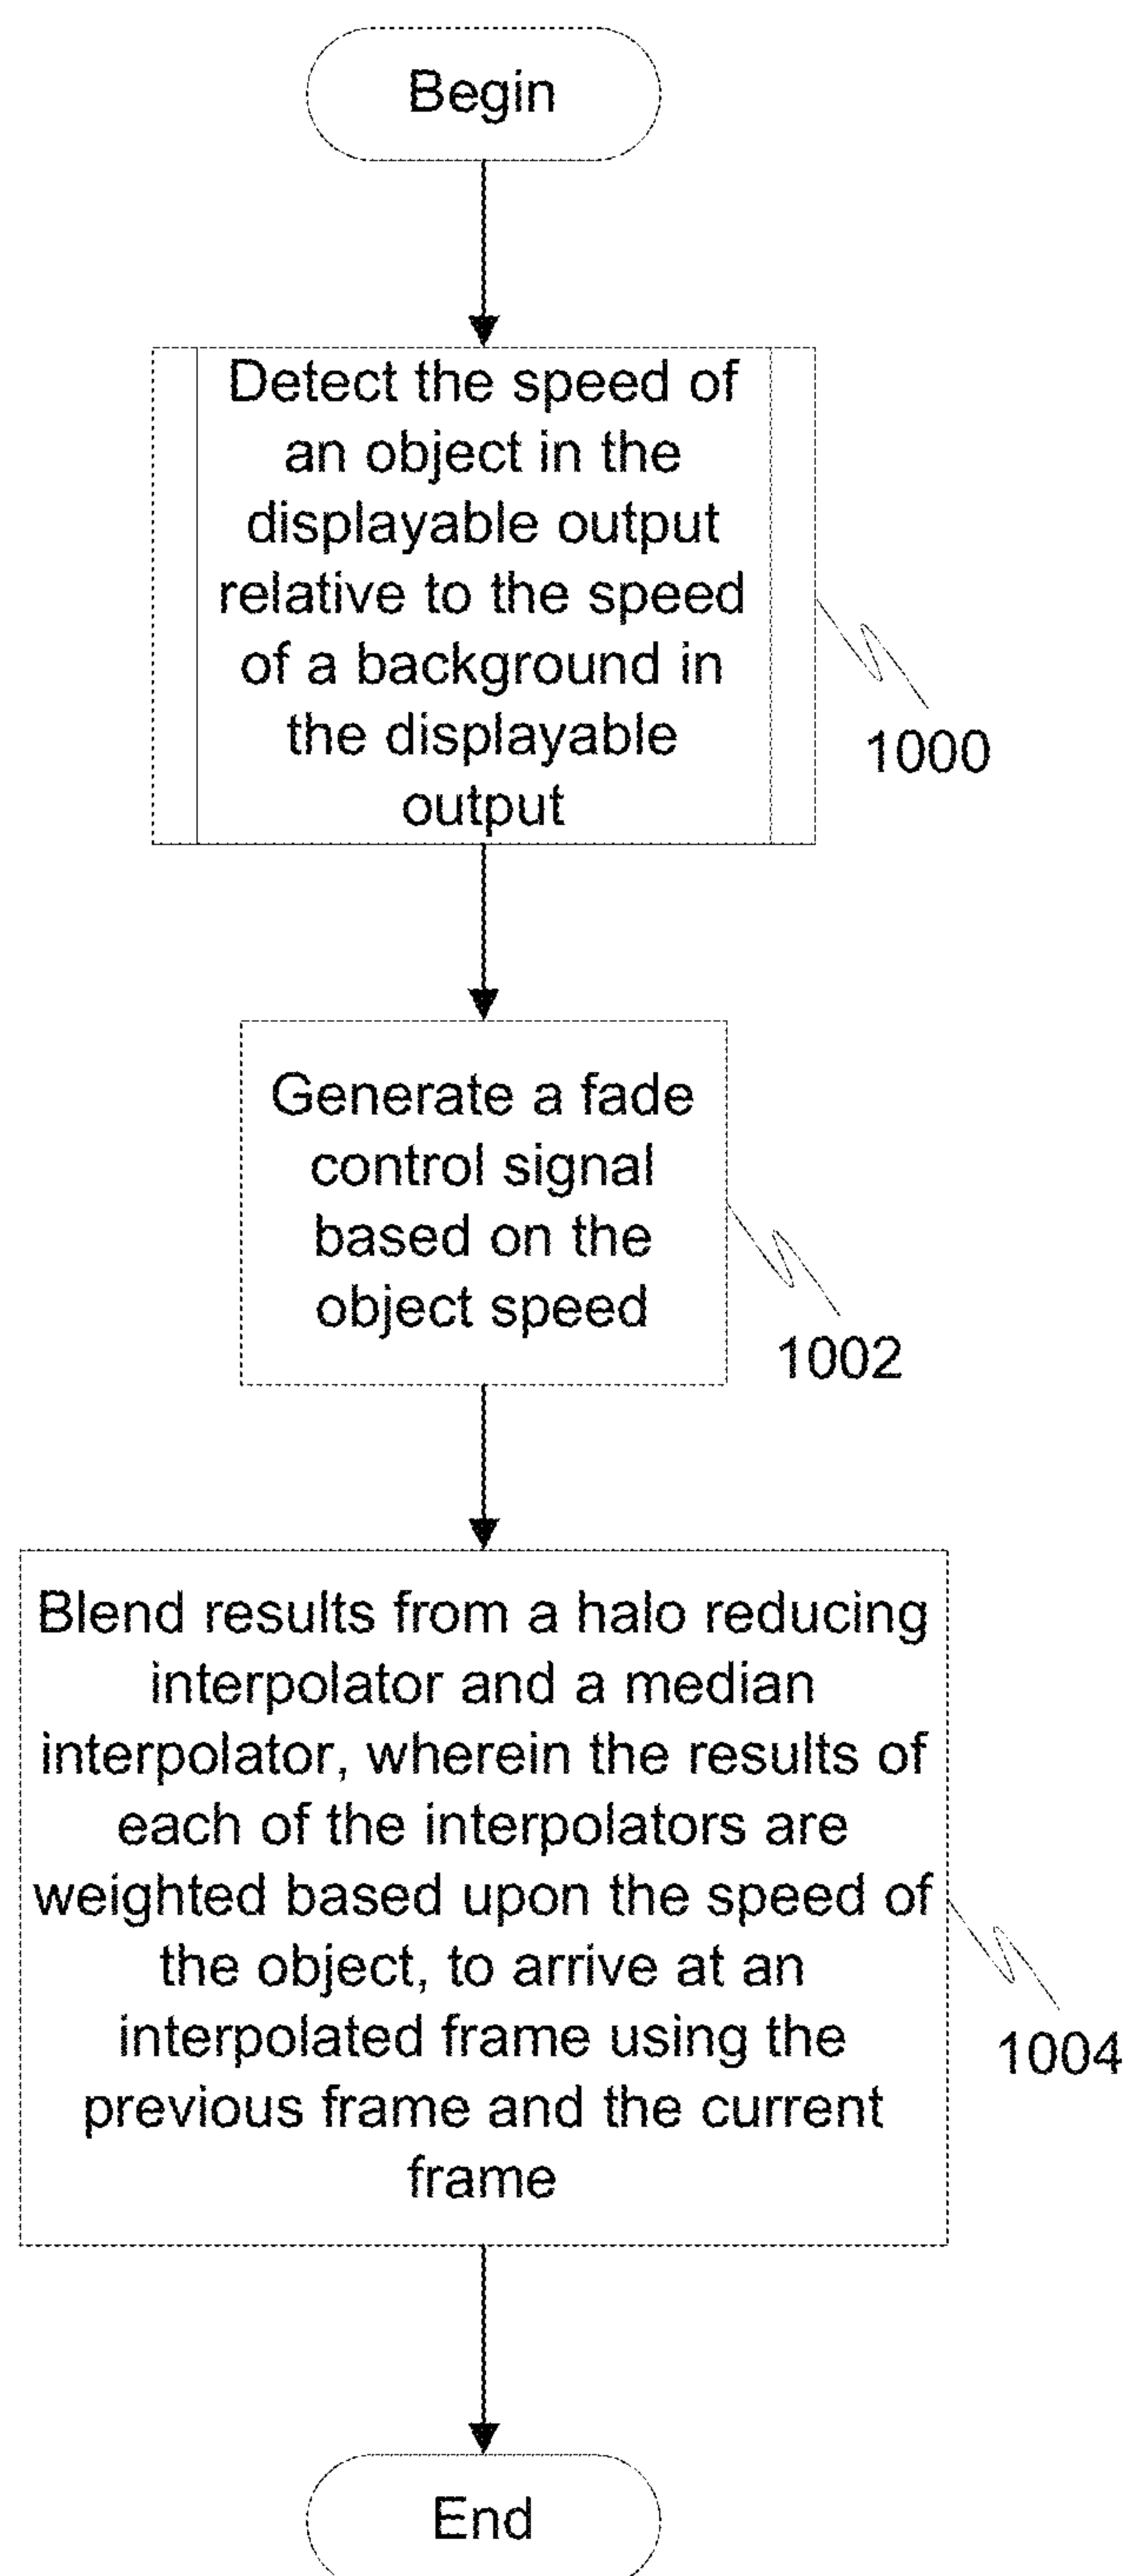 Begin
Detect the speed of
an object in the
displayable output
relative to the speed
of a background in
the displayable
output
1000
Generate a fade
control signal
based on the
object speed
1002
Blend results from a halo reducing
interpolator and a median
interpolator, wherein the results of
each of the interpolators are
weighted based upon the speed of
the object, to arrive at an
interpolated frame using the
previous frame and the current
frame
1004
End